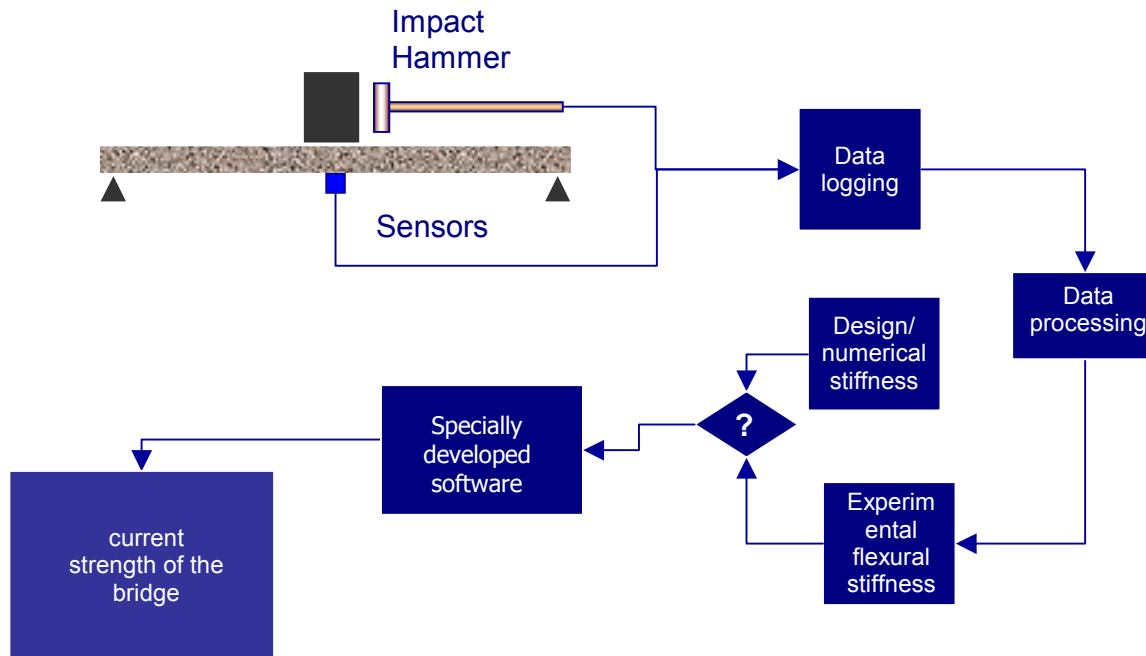 Impact
Hammer
Sensors
Data
logging
Data
processing
Design/
numerical
stiffness
?
Experim
ental
flexural
stiffness
Specially
developed
software
current
strength of the
bridge